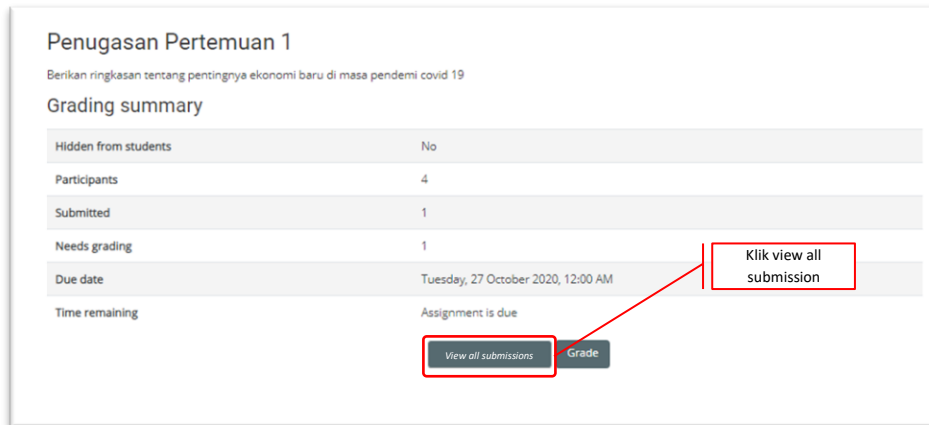 Penugasan Pertemuan 1
Berikan ringkasan tentang pentingnya ekonomi baru di masa pendemi covid 19
Grading summary
Hidden from students No
Participants 4
Submitted 1
Needs grading 1
Klik view all
submission
Due date Tuesday, 27 October 2020, 12:00 AM
Time remaining Assignment is due
View all submissions Grade